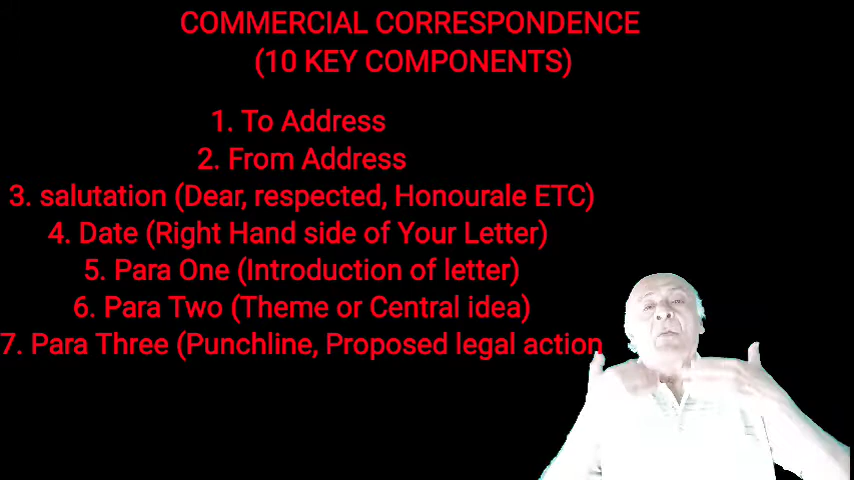 COMMERCIAL CORRESPONDENCE
(10 KEY COMPONENTS)
1. To Address
2. From Address
3. salutation (Dear, respected, Honourale ETC)
4. Date (Right Hand side of Your Letter)
5. Para One (Introduction of letter)
6. Para Two (Theme or Central idea)
7. Para Three (Punchline, Proposed legal action